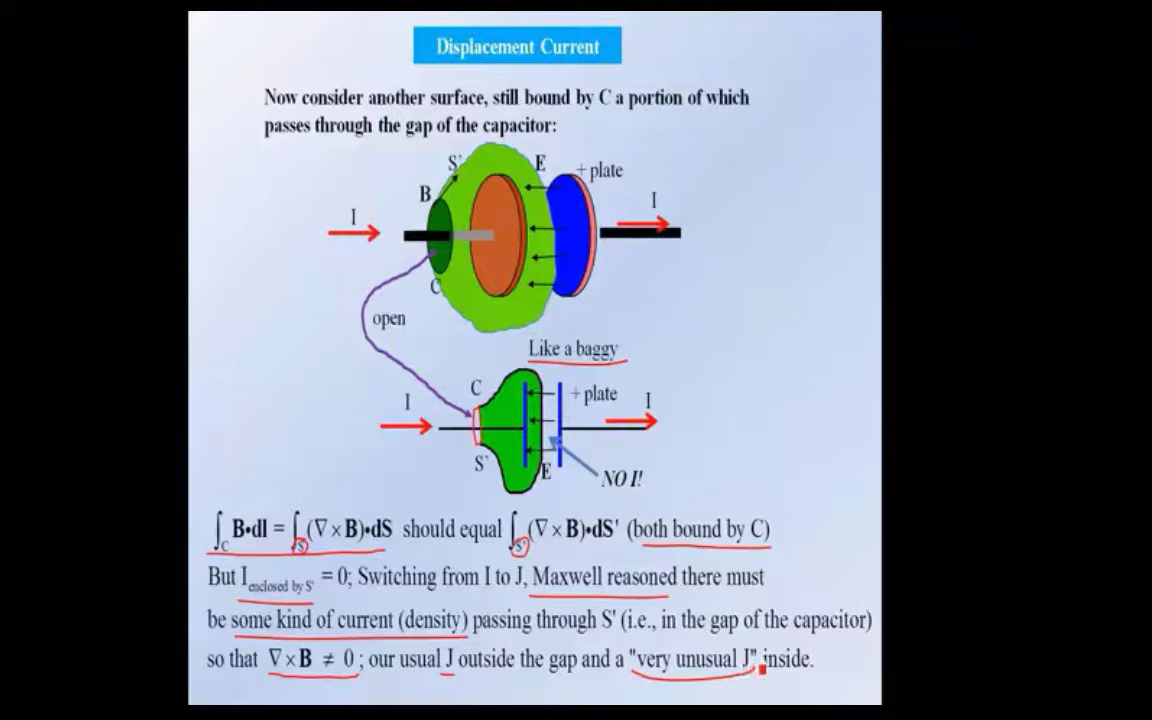 Displacement Current
Now consider another surface, still bound by C a portion of which
passes through the gap of the capacitor:
S'
E
+ plate
B
I
I
C
open
Like a baggy
C
+ plate
I
I
S'
E
NO I!
∫C B•dl = ∫S (∇ × B)•dS should equal ∫S' (∇ × B)•dS' (both bound by C)
But I enclosed by S' = 0; Switching from I to J, Maxwell reasoned there must
be some kind of current (density) passing through S' (i.e., in the gap of the capacitor)
so that ∇×B ≠ 0 ; our usual J outside the gap and a "very unusual J" inside.